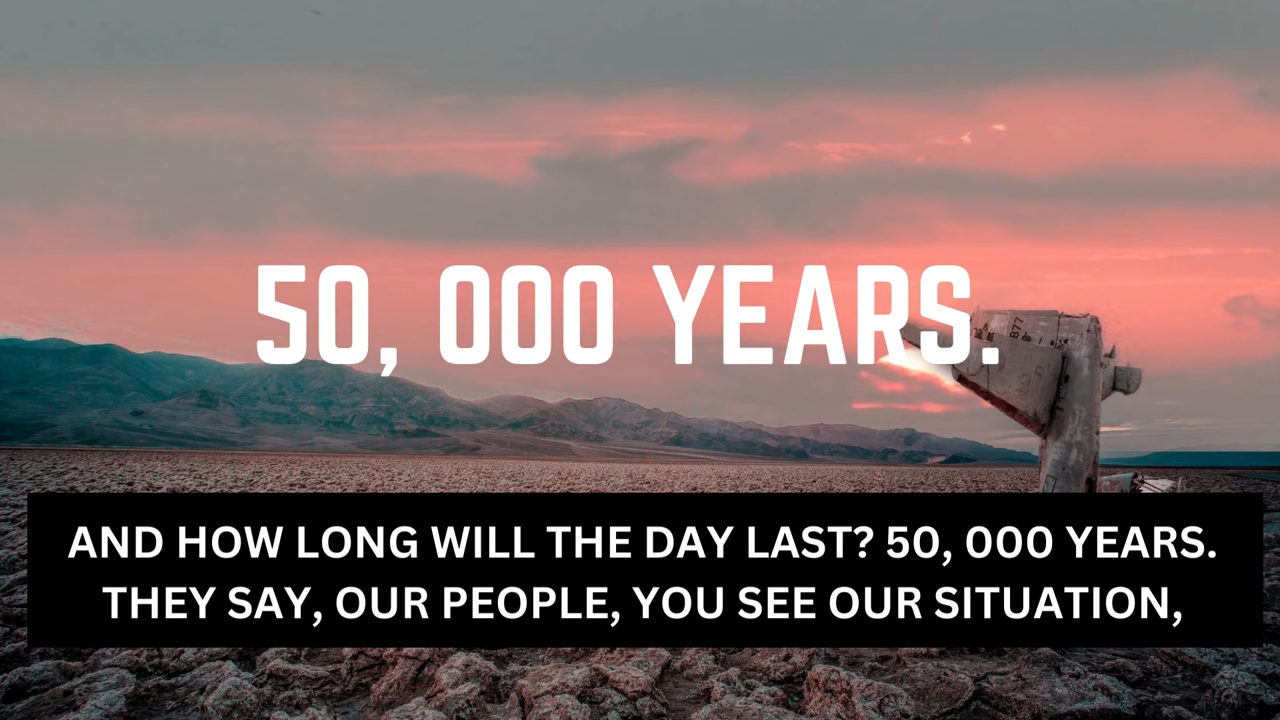 50, 000 YEARS.
877
AND HOW LONG WILL THE DAY LAST? 50, 000 YEARS.
THEY SAY, OUR PEOPLE, YOU SEE OUR SITUATION,